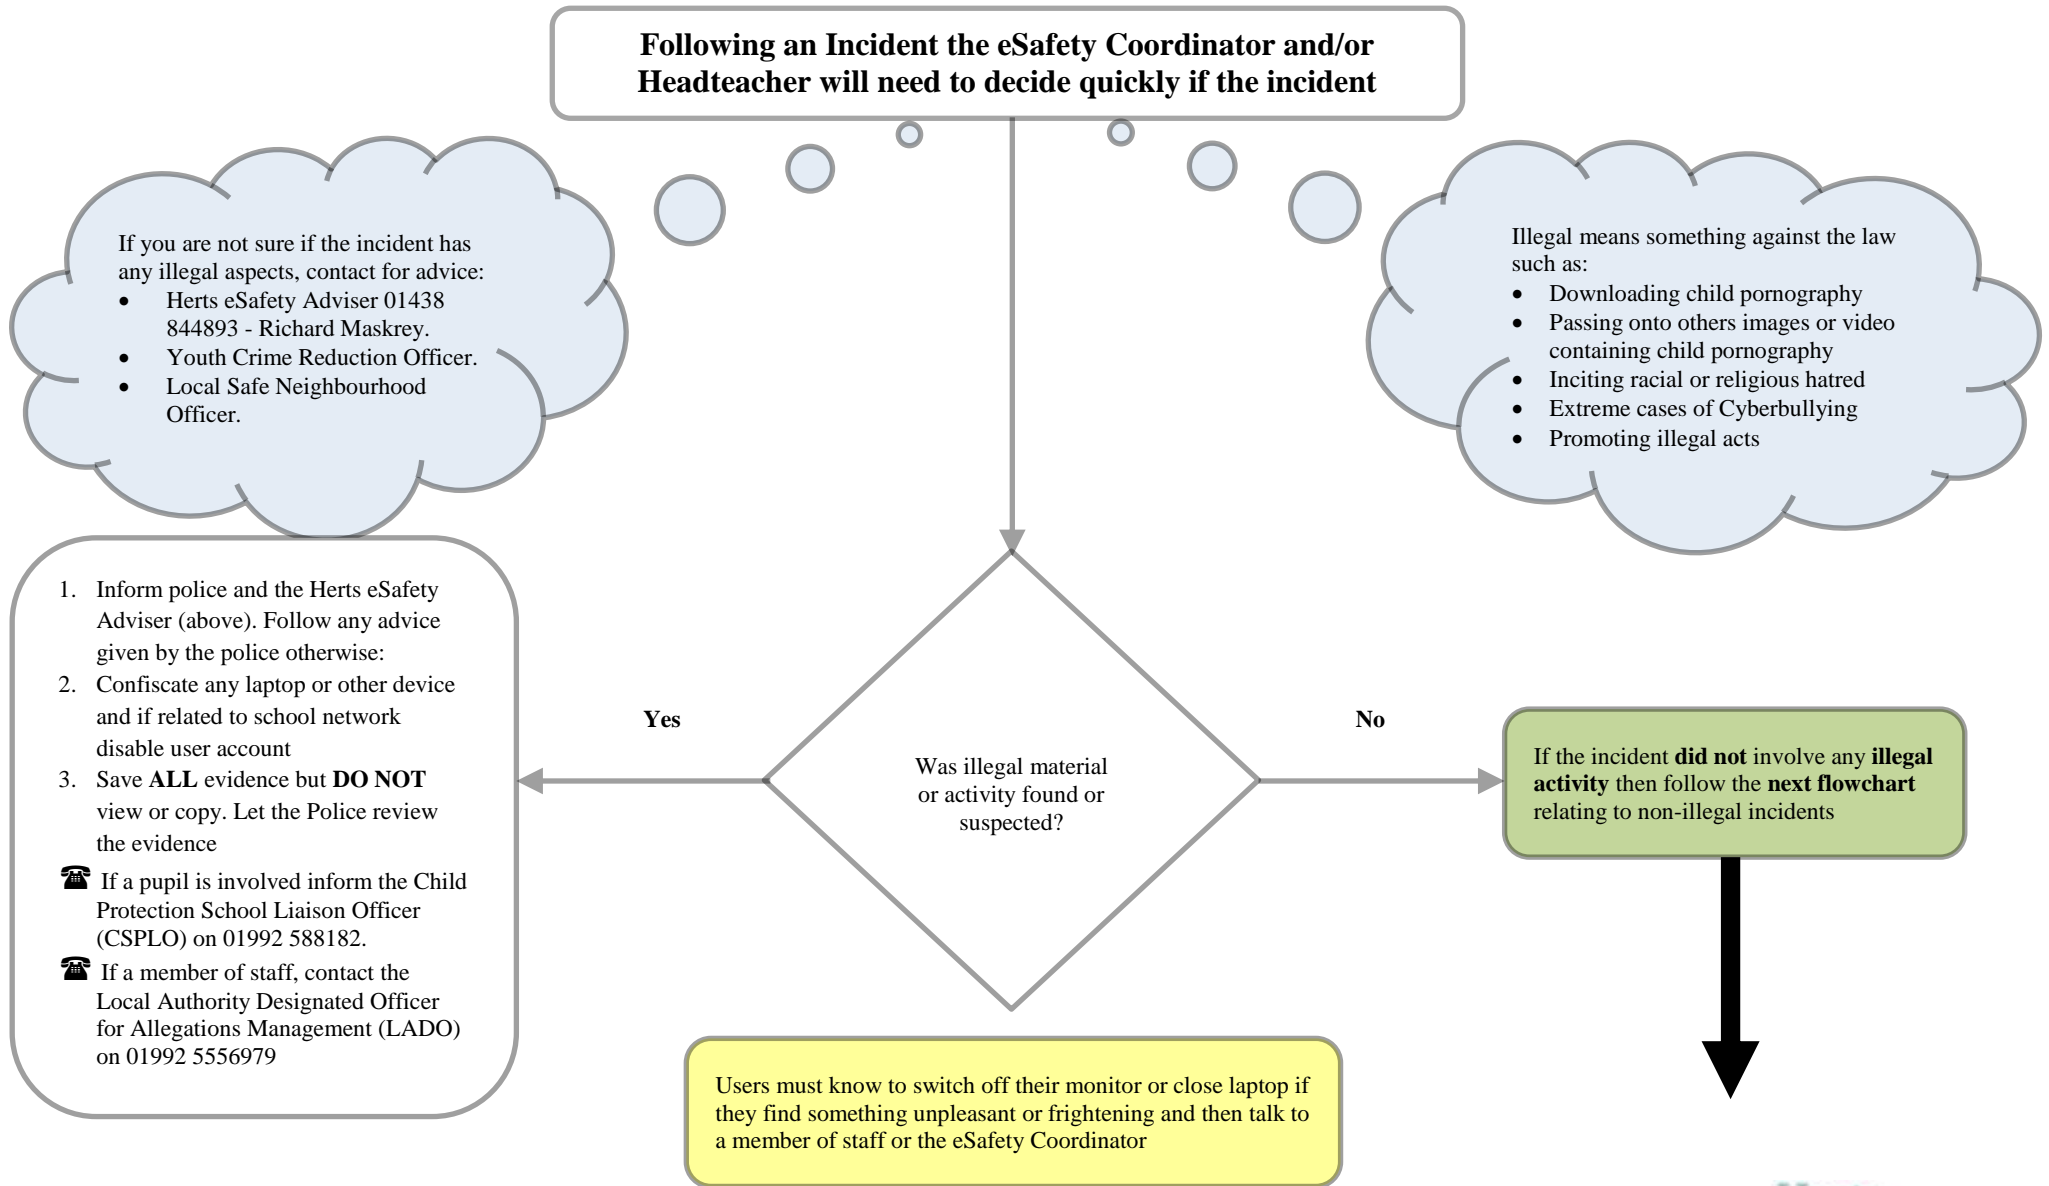 Following an Incident the eSafety Coordinator and/or
Headteacher will need to decide quickly if the incident
If you are not sure if the incident has
any illegal aspects, contact for advice:
• Herts eSafety Adviser 01438
844893 - Richard Maskrey.
• Youth Crime Reduction Officer.
• Local Safe Neighbourhood
Officer.
Illegal means something against the law
such as:
• Downloading child pornography
• Passing onto others images or video
containing child pornography
• Inciting racial or religious hatred
• Extreme cases of Cyberbullying
• Promoting illegal acts
1. Inform police and the Herts eSafety
Adviser (above). Follow any advice
given by the police otherwise:
2. Confiscate any laptop or other device
and if related to school network
disable user account
3. Save ALL evidence but DO NOT
view or copy. Let the Police review
the evidence
☎ If a pupil is involved inform the Child
Protection School Liaison Officer
(CSPLO) on 01992 588182.
☎ If a member of staff, contact the
Local Authority Designated Officer
for Allegations Management (LADO)
on 01992 5556979
Yes
Was illegal material
or activity found or
suspected?
No
If the incident did not involve any illegal
activity then follow the next flowchart
relating to non-illegal incidents
Users must know to switch off their monitor or close laptop if
they find something unpleasant or frightening and then talk to
a member of staff or the eSafety Coordinator